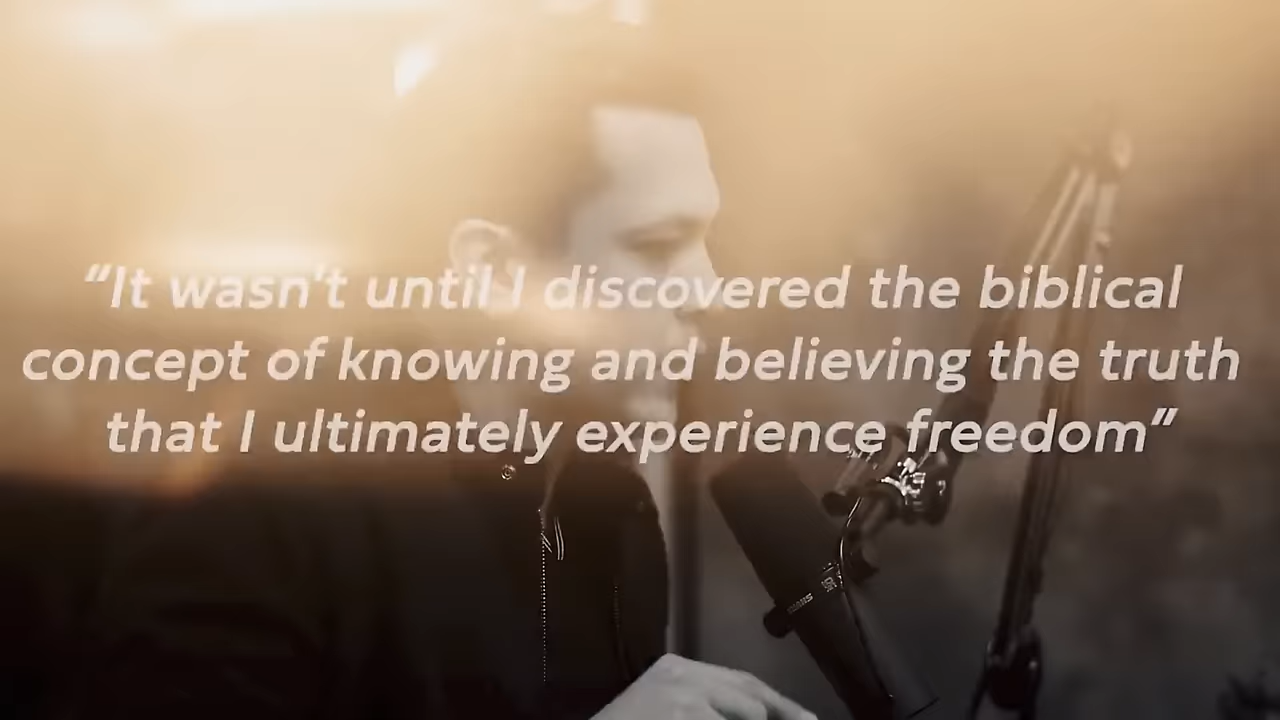 “It wasn't until I discovered the biblical
concept of knowing and believing the truth
that I ultimately experience freedom”